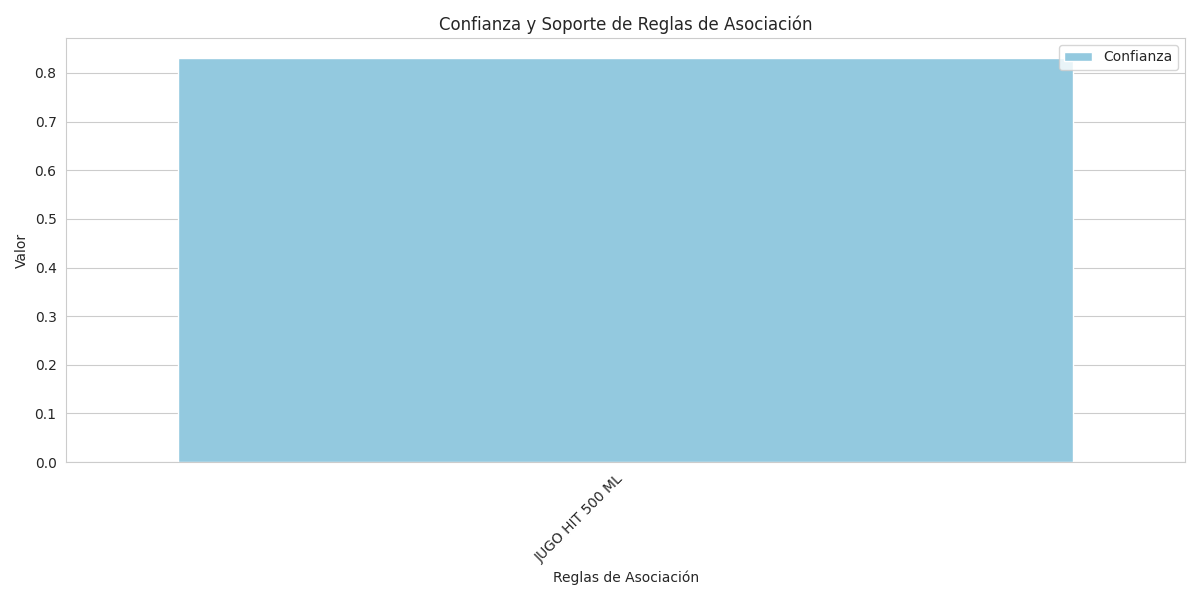 Confianza y Soporte de Reglas de Asociación
Confianza
Valor
0.8
0.7
0.6
0.5
0.4
0.3
0.2
0.1
0.0
JUGO HIT 500 ML
Reglas de Asociación